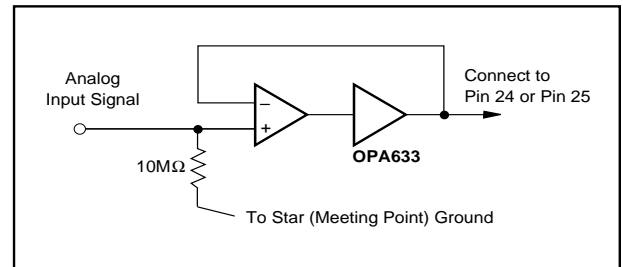 Analog
Input Signal
Connect to
Pin 24 or Pin 25
–
+
OPA633
10MΩ
To Star (Meeting Point) Ground